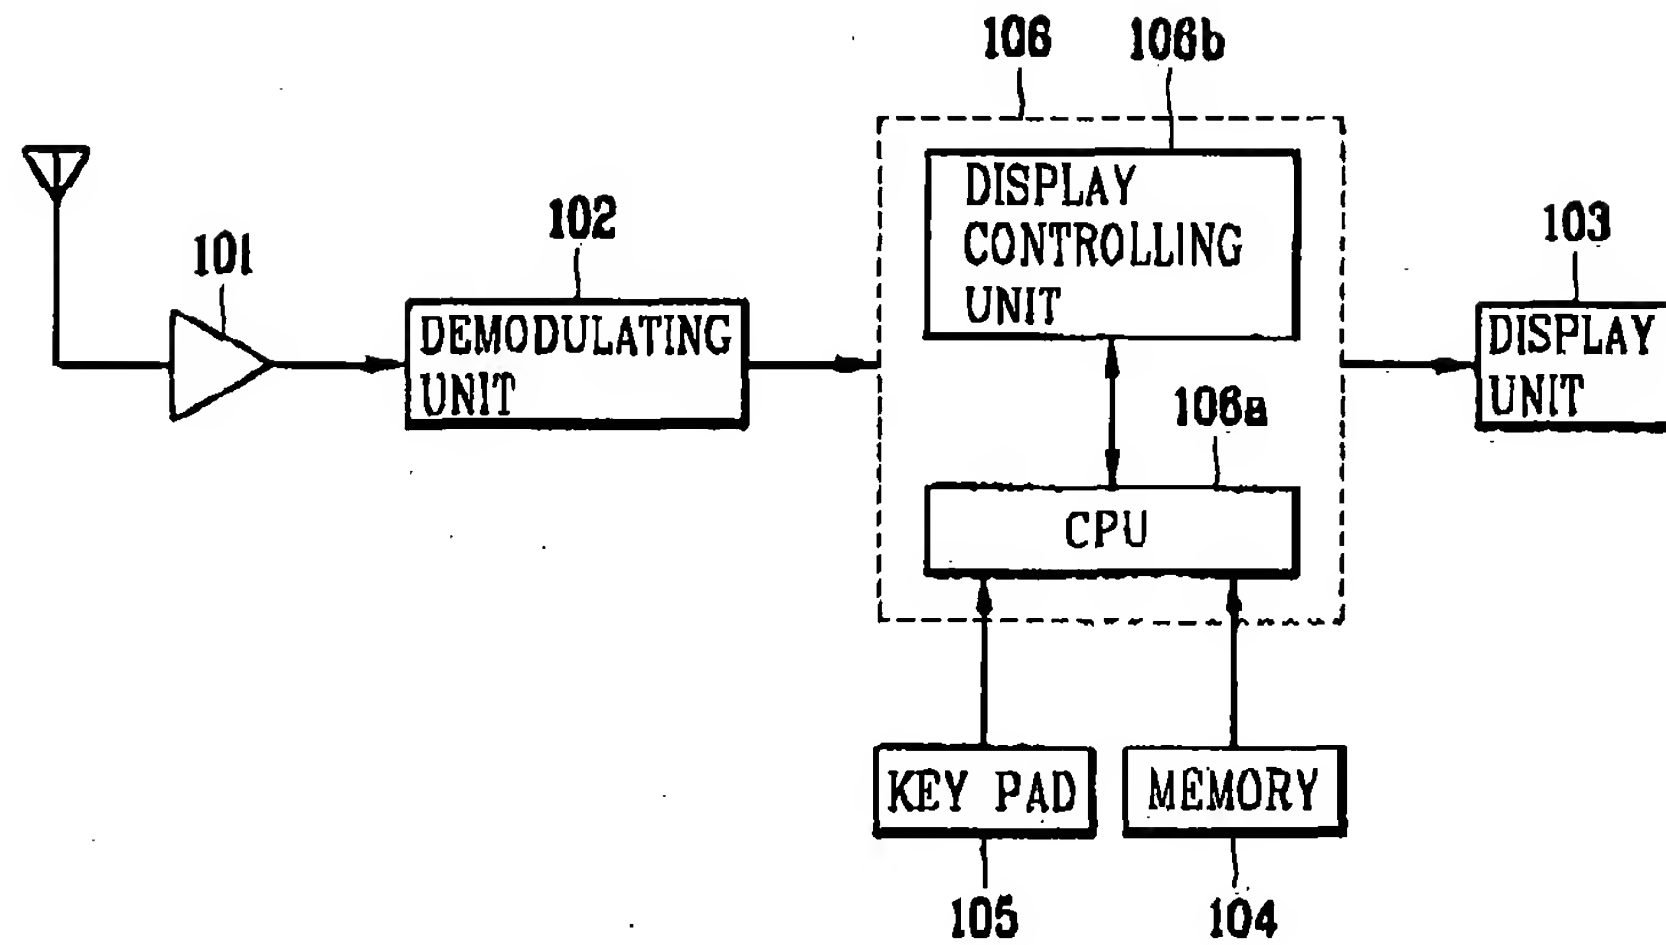 106
106b
DISPLAY
CONTROLLING
UNIT
101
102
DEMODULATING
UNIT
103
DISPLAY
UNIT
106a
CPU
KEY PAD
MEMORY
105
104